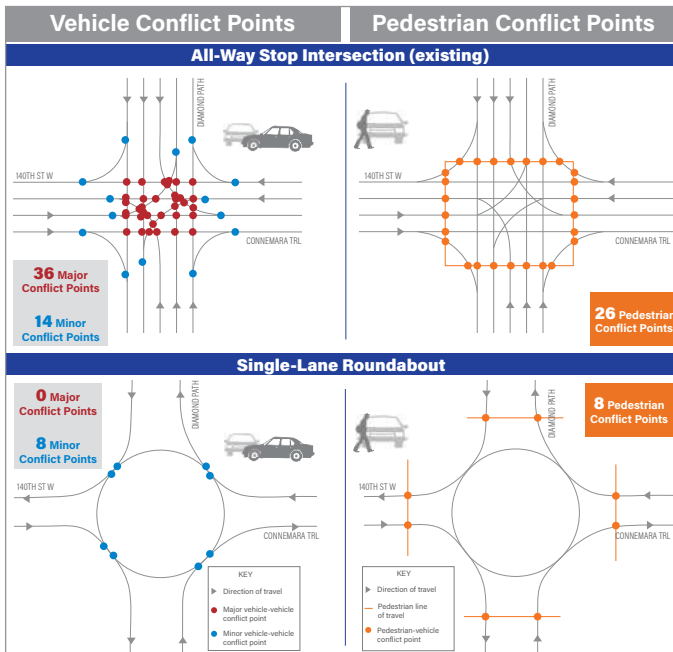 Vehicle Conflict Points
Pedestrian Conflict Points
All-Way Stop Intersection (existing)
DIAMOND PATH
140TH ST W
CONNEMARA TRL
36 Major
Conflict Points
14 Minor
Conflict Points
DIAMOND PATH
140TH ST W
CONNEMARA TRL
26 Pedestrian
Conflict Points
Single-Lane Roundabout
0 Major
Conflict Points
8 Minor
Conflict Points
DIAMOND PATH
140TH ST W
CONNEMARA TRL
KEY
Direction of travel
Major vehicle-vehicle
conflict point
Minor vehicle-vehicle
conflict point
DIAMOND PATH
8 Pedestrian
Conflict Points
140TH ST W
CONNEMARA TRL
KEY
Direction of travel
Pedestrian line
of travel
Pedestrian-vehicle
conflict point